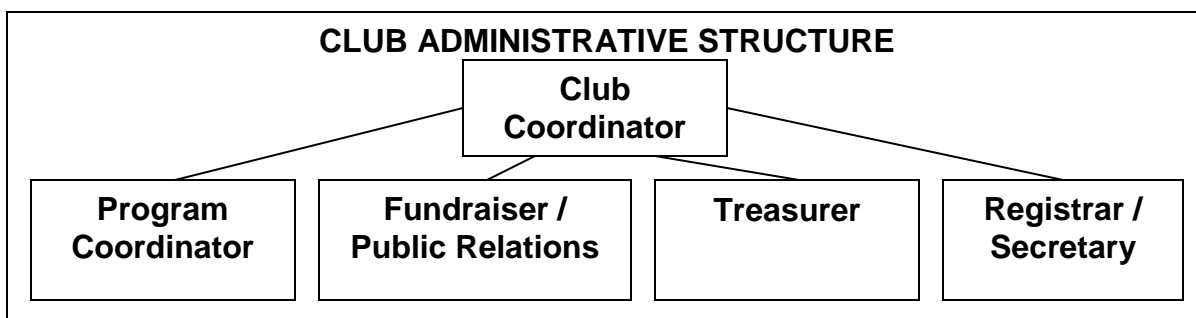 CLUB ADMINISTRATIVE STRUCTURE
Club
Coordinator
Program
Coordinator
Fundraiser /
Public Relations
Treasurer
Registrar /
Secretary